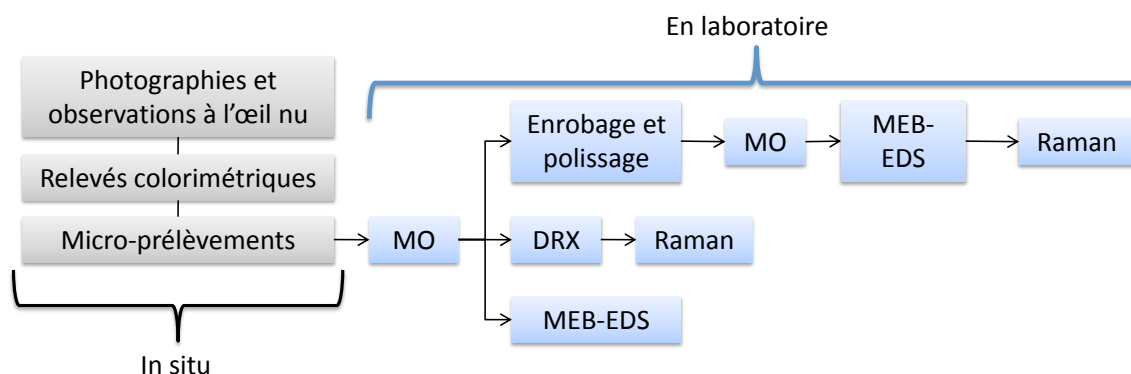 En laboratoire
Photographies et
observations à l'œil nu
Relevés colorimétriques
Micro-prélèvements
In situ
MO
Enrobage et
polissage
MO
MEB-
EDS
Raman
DRX
Raman
MEB-EDS